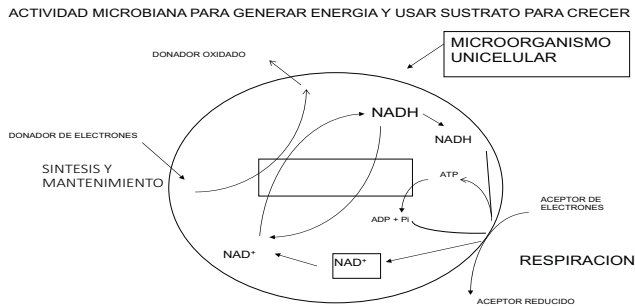 ACTIVIDAD MICROBIANA PARA GENERAR ENERGIA Y USAR SUSTRATO PARA CRECER
MICROORGANISMO
UNICELULAR
DONADOR OXIDADO
NADH
NADH
DONADOR DE ELECTRONES
SINTESIS Y
MANTENIMIENTO
ATP
ACEPTOR DE
ELECTRONES
ADP + Pi
NAD⁺
NAD⁺
RESPIRACION
ACEPTOR REDUCIDO